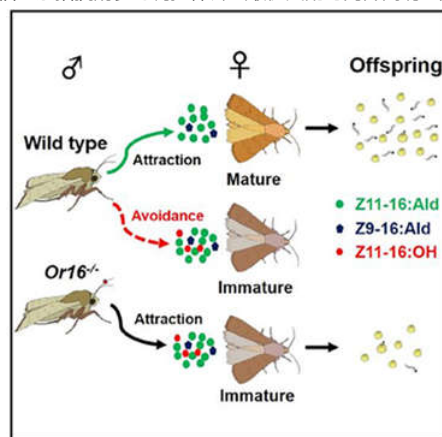 ♂ ♀ Offspring
Wild type
Attraction
Mature
Avoidance
Z11-16:Ald
Z9-16:Ald
Z11-16:OH
Or16-/-
Immature
Attraction
Immature